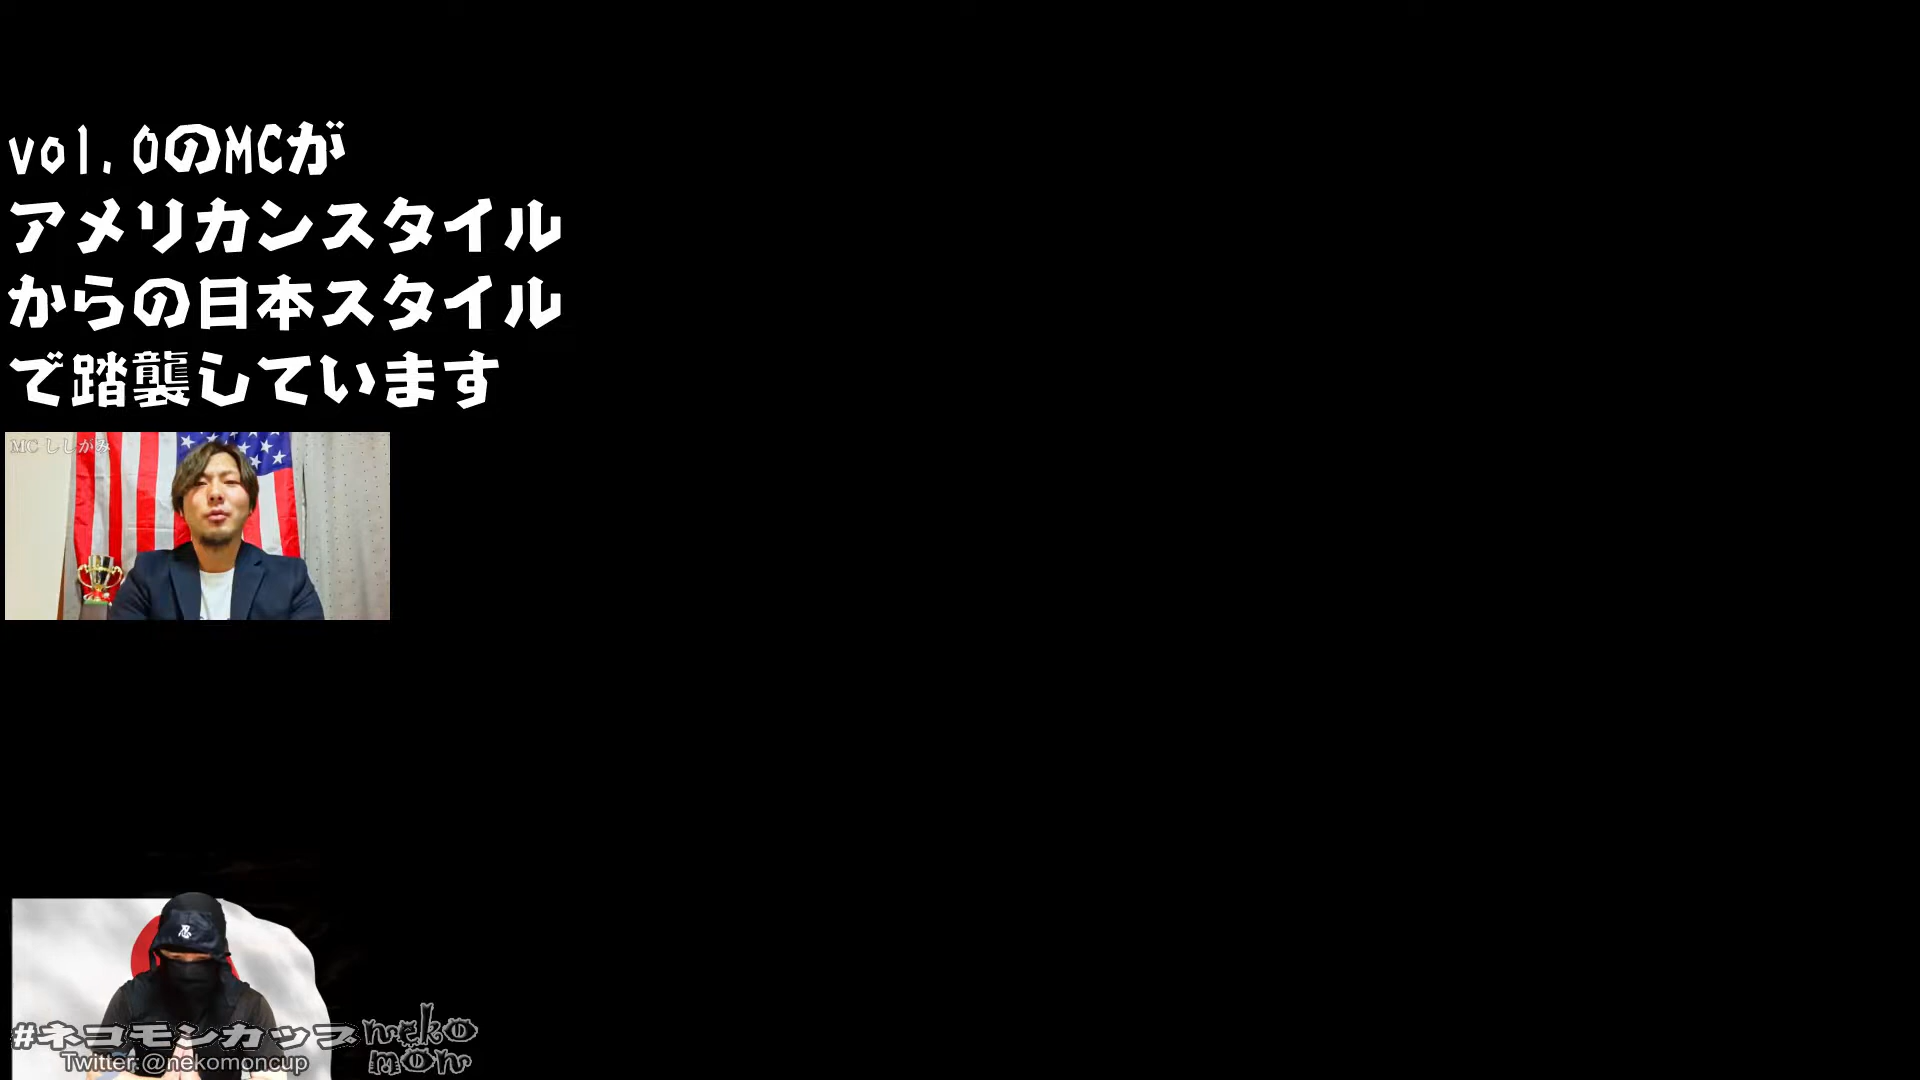 vol.0のMCが
アメリカンスタイル
からの日本スタイル
で踏襲しています
MC ししがみ
忍
#ネコモンカップ
neko
mon
Twitter:@nekomoncup